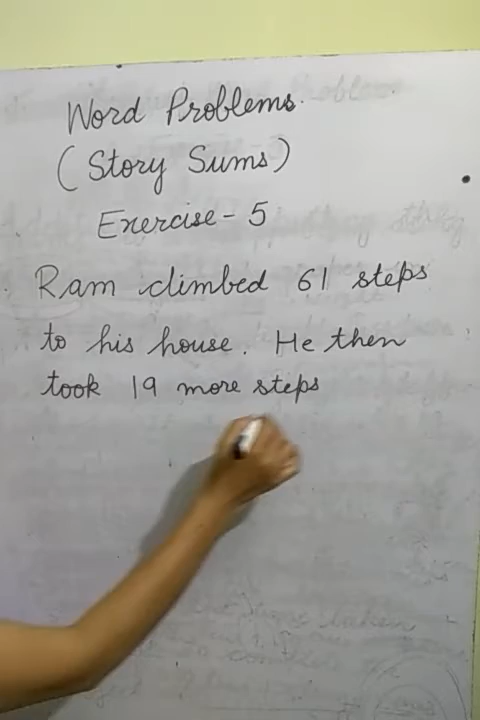 Word Problems.
(Story Sums)
Exercise - 5
Ram climbed 61 steps
to his house. He then
took 19 more steps